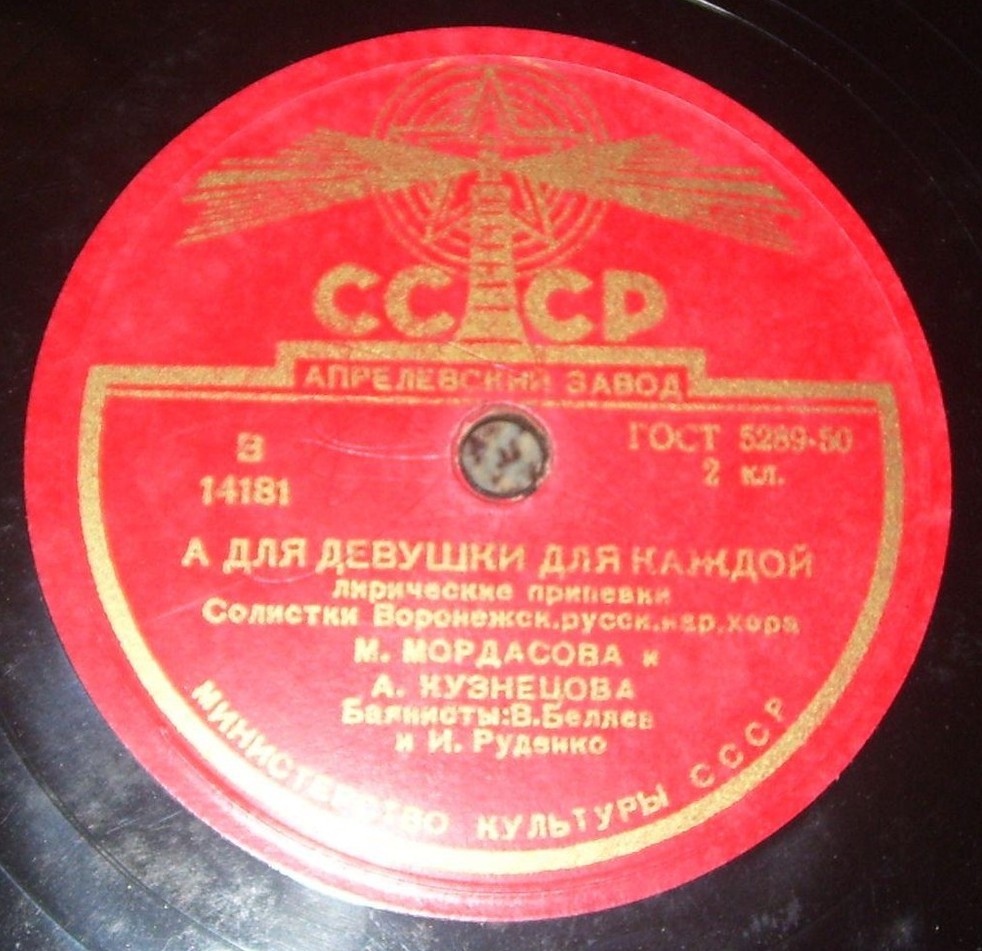 СССР
АПРЕЛЕВСКИЙ ЗАВОД
В
14181
ГОСТ 5289-50
2 кл.
А ДЛЯ ДЕВУШКИ ДЛЯ КАЖДОЙ
лирические припевки
Солистки Воронежск.русск.нар.хора
М. МОРДАСОВА и
А. КУЗНЕЦОВА
Баянисты:В.Беляев
и И. Руденко
МИНИСТЕРСТВО КУЛЬТУРЫ СССР